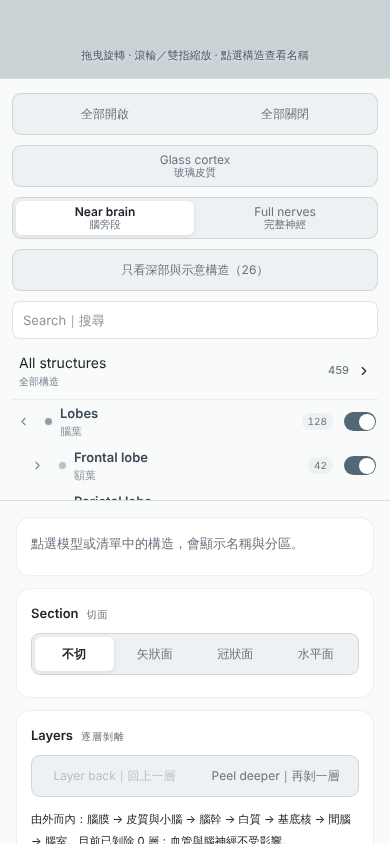 拖曳旋轉 · 滾輪／雙指縮放 · 點選構造查看名稱
全部開啟 全部關閉
Glass cortex
玻璃皮質
Near brain Full nerves
腦旁段 完整神經
只看深部與示意構造（26）
Search｜搜尋
All structures 459
全部構造
Lobes 128
腦葉
Frontal lobe 42
額葉
Parietal lobe
點選模型或清單中的構造，會顯示名稱與分區。
Section 切面
不切 矢狀面 冠狀面 水平面
Layers 逐層剝離
Layer back｜回上一層 Peel deeper｜再剝一層
由外而內：腦膜 → 皮質與小腦 → 腦幹 → 白質 → 基底核 → 間腦
→ 腦室。目前已剝除 0 層；血管與腦神經不受影響。